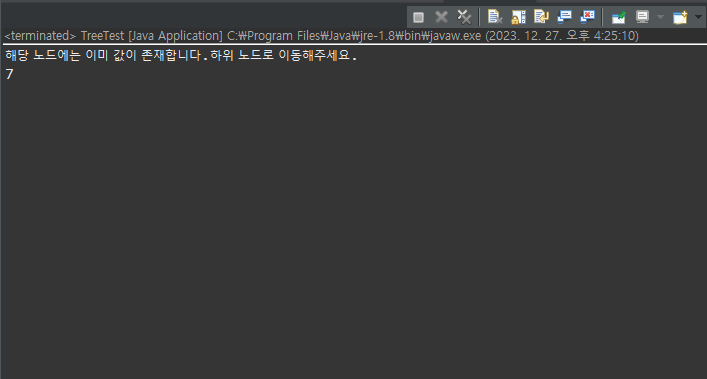 <terminated> TreeTest [Java Application] C:₩Program Files₩Java₩jre-1.8₩bin₩javaw.exe (2023. 12. 27. 오후 4:25:10)
해당 노드에는 이미 값이 존재합니다.하위 노드로 이동해주세요.
7